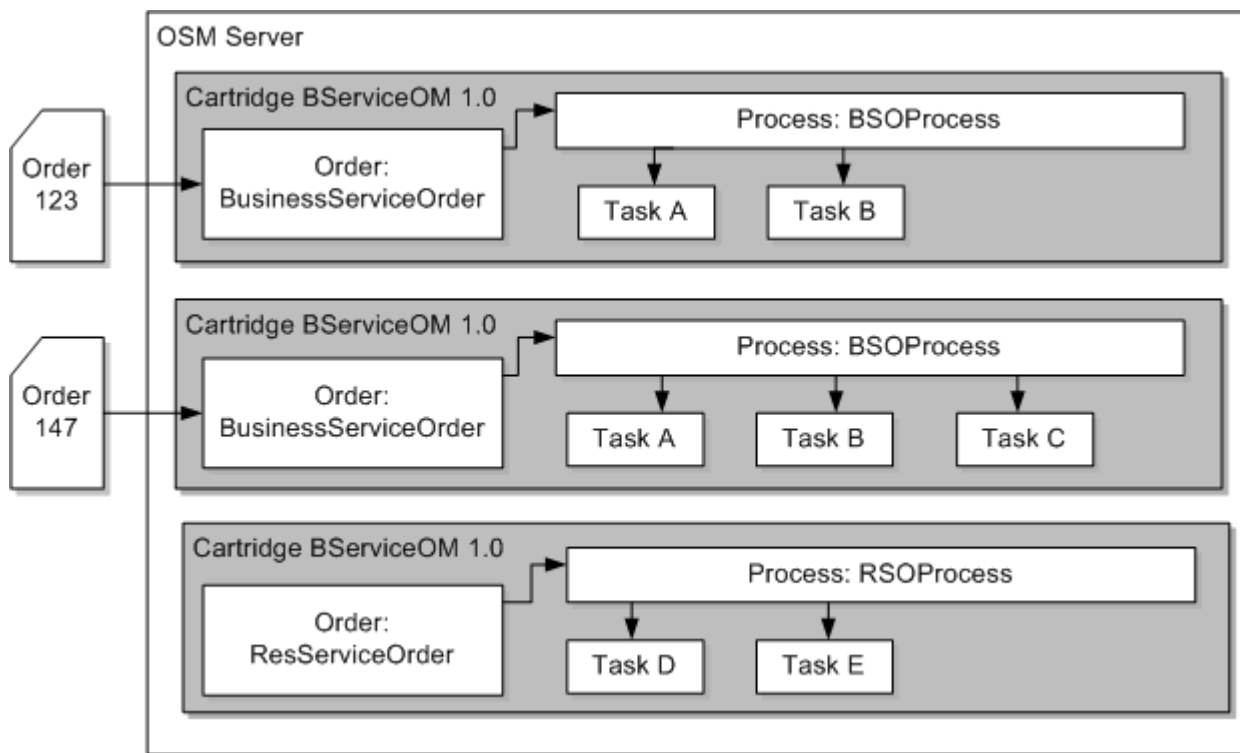 OSM Server
Cartridge BServiceOM 1.0
Order
123
Order:
BusinessServiceOrder
Process: BSOProcess
Task A
Task B
Cartridge BServiceOM 1.0
Order
147
Order:
BusinessServiceOrder
Process: BSOProcess
Task A
Task B
Task C
Cartridge BServiceOM 1.0
Order:
ResServiceOrder
Process: RSOProcess
Task D
Task E